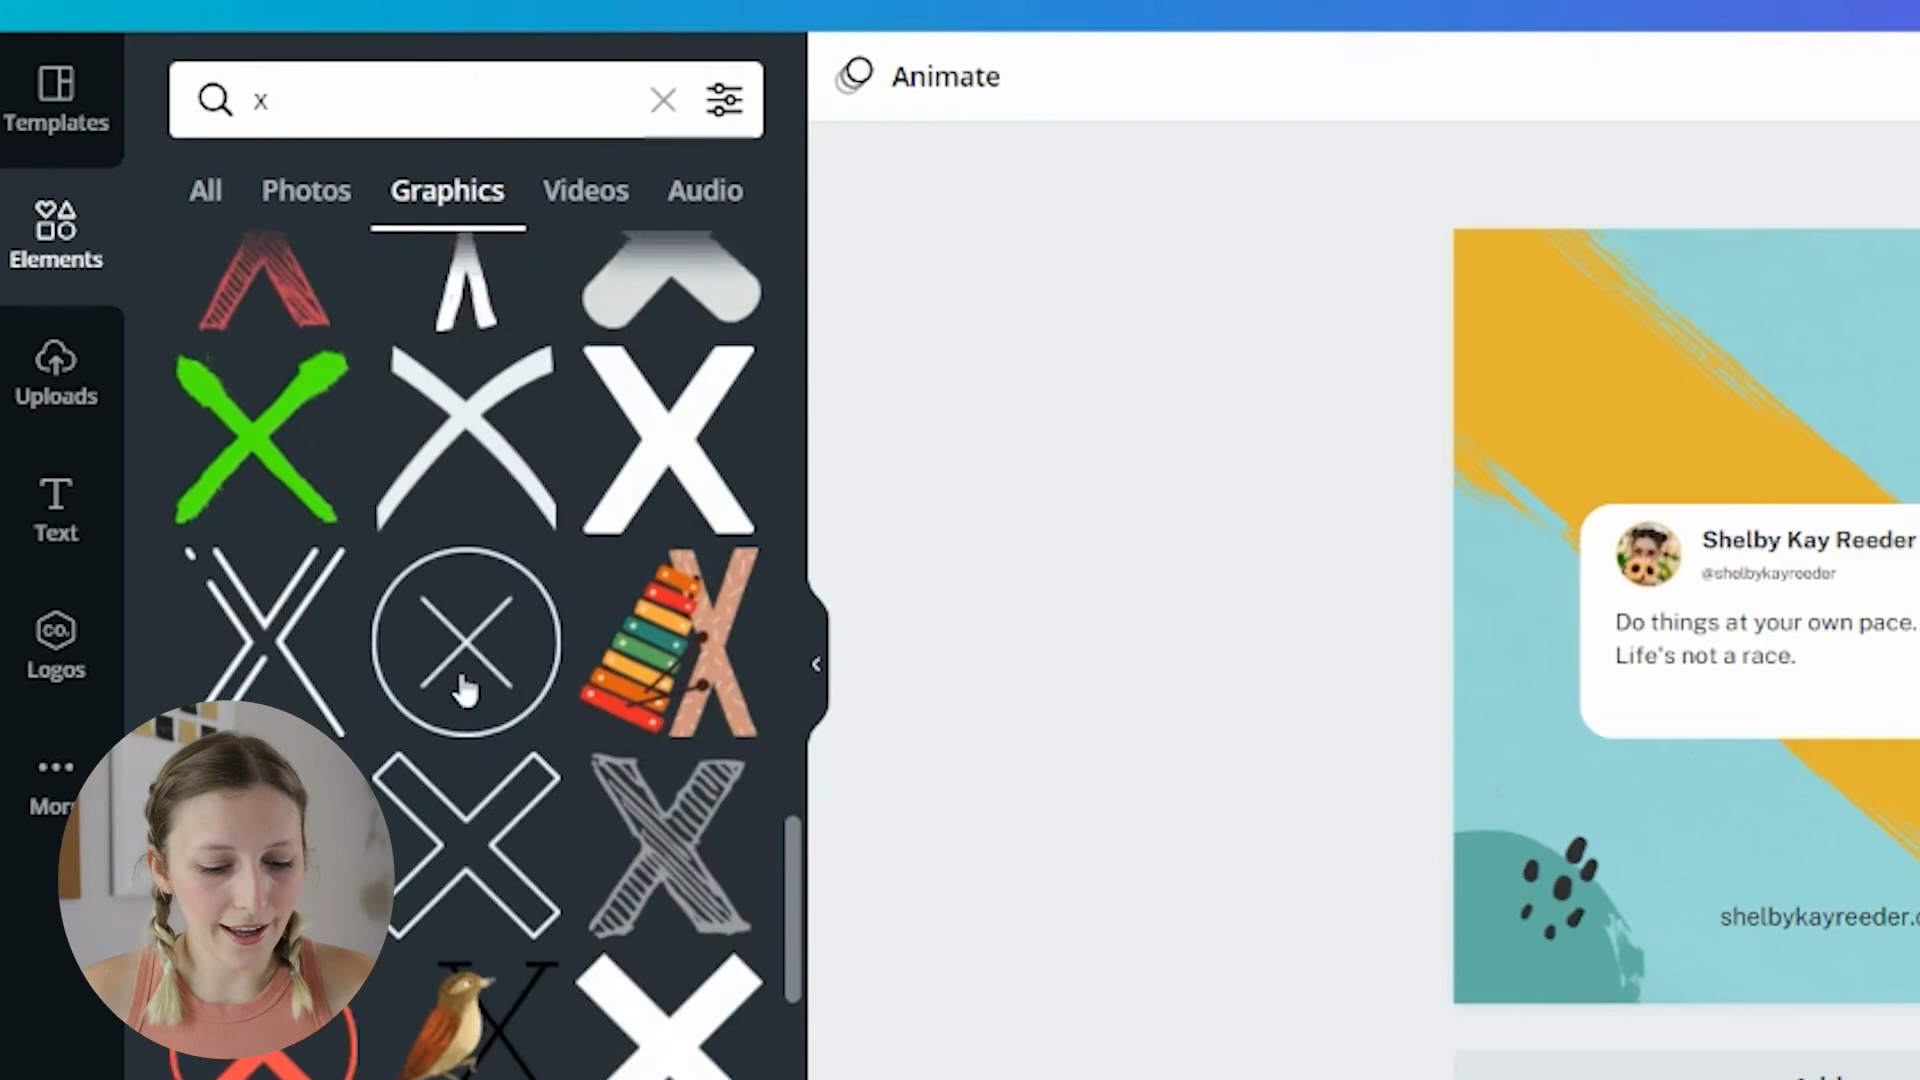 x
Animate
Templates
Elements
Uploads
Text
CO.
Logos
All Photos Graphics Videos Audio
Shelby Kay Reeder
@shelbykayreeder
Do things at your own pace.
Life's not a race.